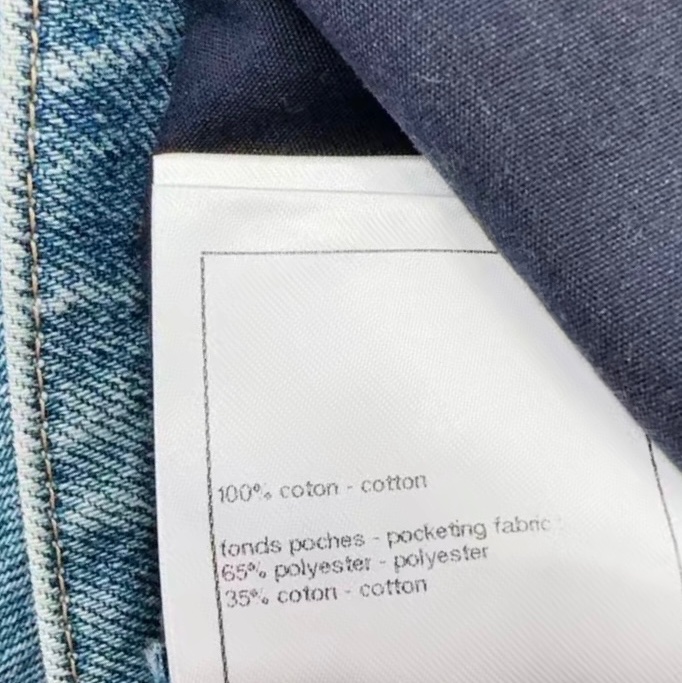 100% coton - cotton
fonds poches - pocketing fabric :
65% polyester - polyester
35% coton - cotton